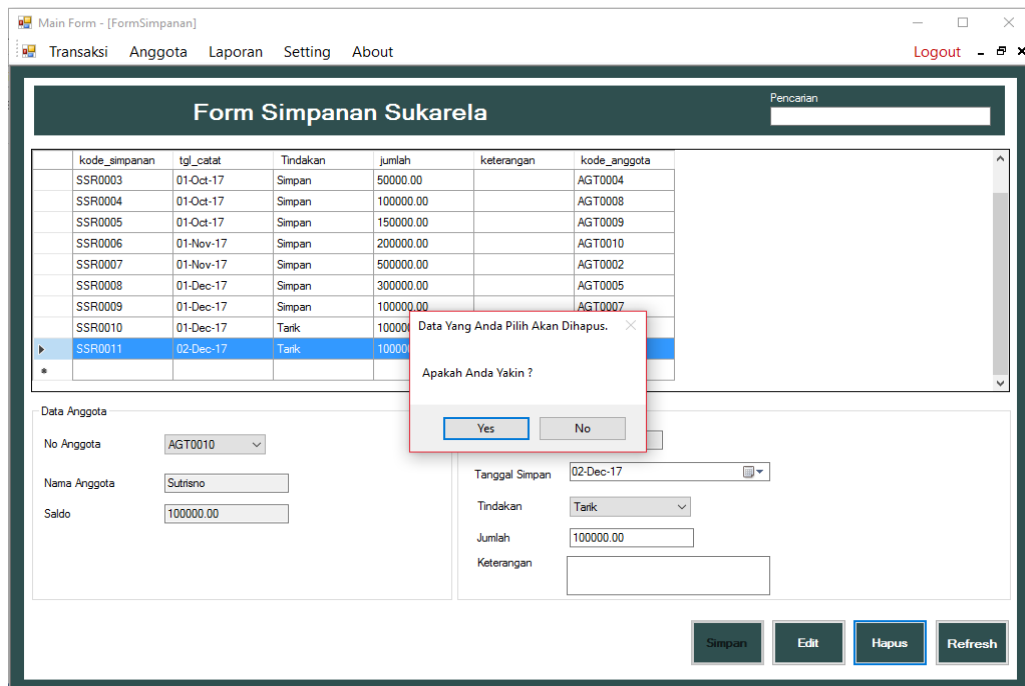 Main Form - [FormSimpanan]
Transaksi Anggota Laporan Setting About Logout
Form Simpanan Sukarela
Pencarian
kode_simpanan tgl_catat Tindakan jumlah keterangan kode_anggota
SSR0003 01-Oct-17 Simpan 50000.00 AGT0004
SSR0004 01-Oct-17 Simpan 100000.00 AGT0008
SSR0005 01-Oct-17 Simpan 150000.00 AGT0009
SSR0006 01-Nov-17 Simpan 200000.00 AGT0010
SSR0007 01-Nov-17 Simpan 500000.00 AGT0002
SSR0008 01-Dec-17 Simpan 300000.00 AGT0005
SSR0009 01-Dec-17 Simpan 100000.00 AGT0007
SSR0010 01-Dec-17 Tarik
SSR0011 02-Dec-17 Tarik
Data Yang Anda Pilih Akan Dihapus.
Apakah Anda Yakin ?
Yes No
Data Anggota
No Anggota AGT0010
Nama Anggota Sutrisno
Saldo 100000.00
Tanggal Simpan 02-Dec-17
Tindakan Tarik
Jumlah 100000.00
Keterangan
Simpan Edit Hapus Refresh